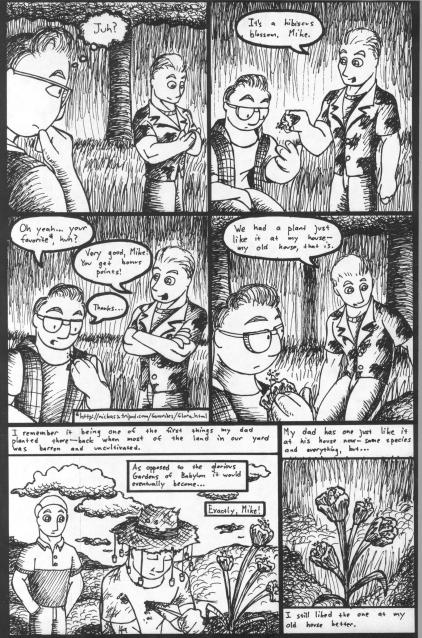 Juh?
It's a hibiscus
blossom, Mike.
Oh yeah... your
favorite*, huh?
Very good, Mike.
You get bonus
points!
Thanks...
We had a plant just
like it at my house—
my old house, that is.
I remember it being one of the first things my dad
planted there—back when most of the land in our yard
was barren and uncultivated.
As opposed to the glorious
Gardens of Babylon it would
eventually become...
Exactly, Mike!
My dad has one just like it
at his house now—same species
and everything, but...
I still liked the one at my
old house better.